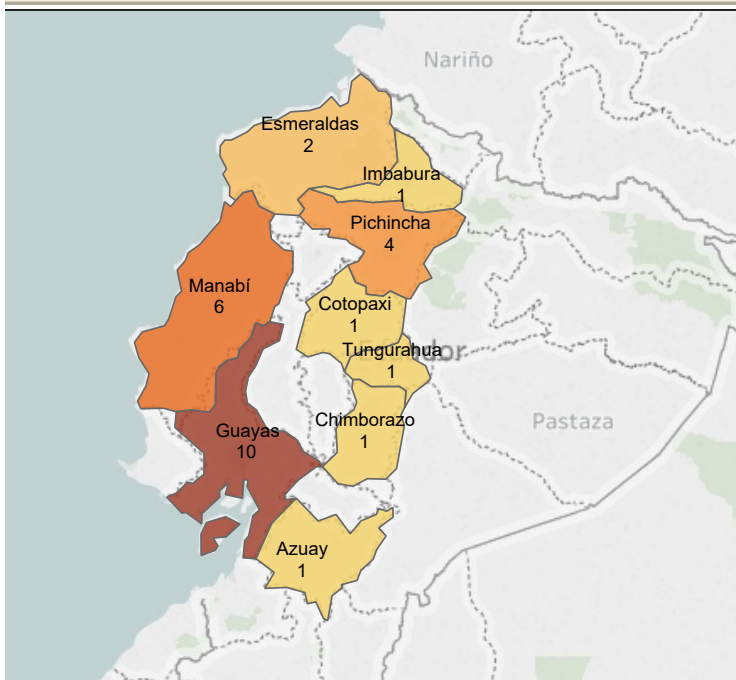 Nariño
Esmeraldas
2
Imbabura
1
Pichincha
4
Manabí
6
Cotopaxi
1
Tungurahua
1
Chimborazo
1
Pastaza
Guayas
10
Azuay
1